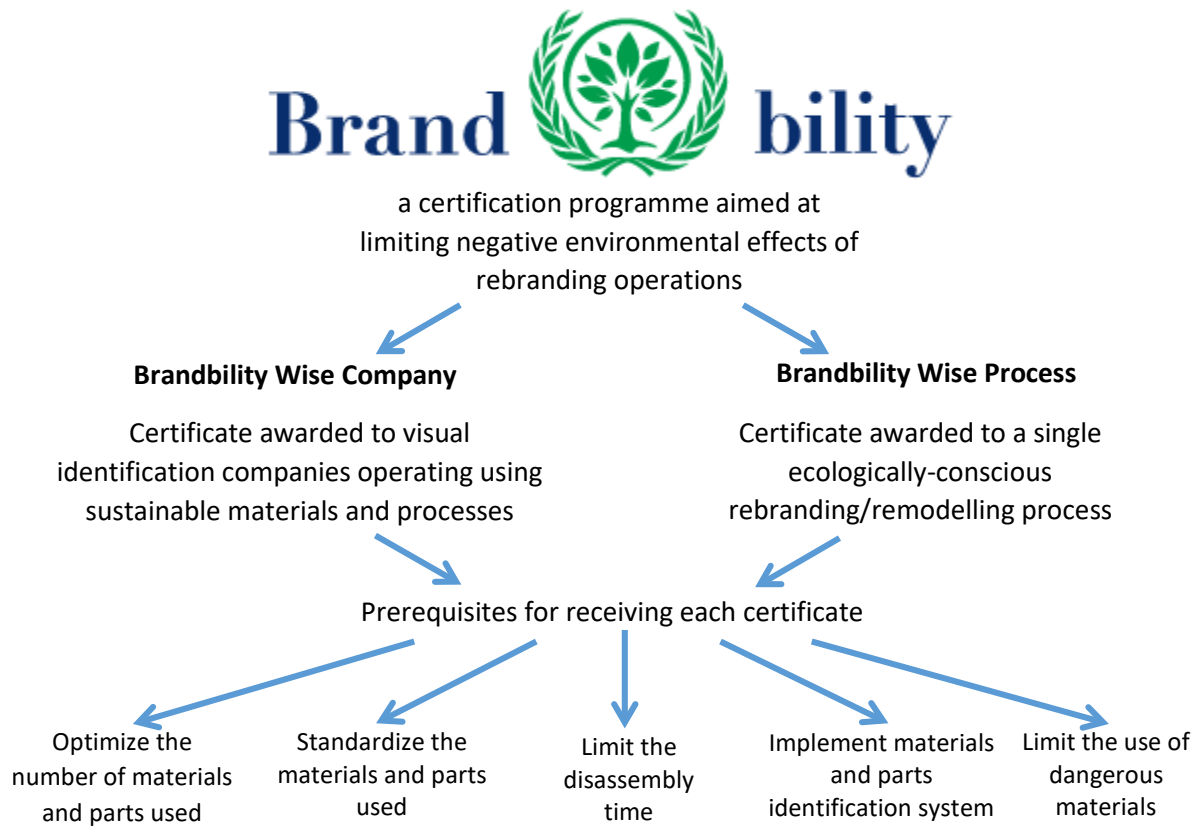 Brand bility
a certification programme aimed at
limiting negative environmental effects of
rebranding operations
Brandbility Wise Company
Certificate awarded to visual
identification companies operating using
sustainable materials and processes
Brandbility Wise Process
Certificate awarded to a single
ecologically-conscious
rebranding/remodelling process
Prerequisites for receiving each certificate
Optimize the
number of materials
and parts used
Standardize the
materials and parts
used
Limit the
disassembly
time
Implement materials
and parts
identification system
Limit the use of
dangerous
materials